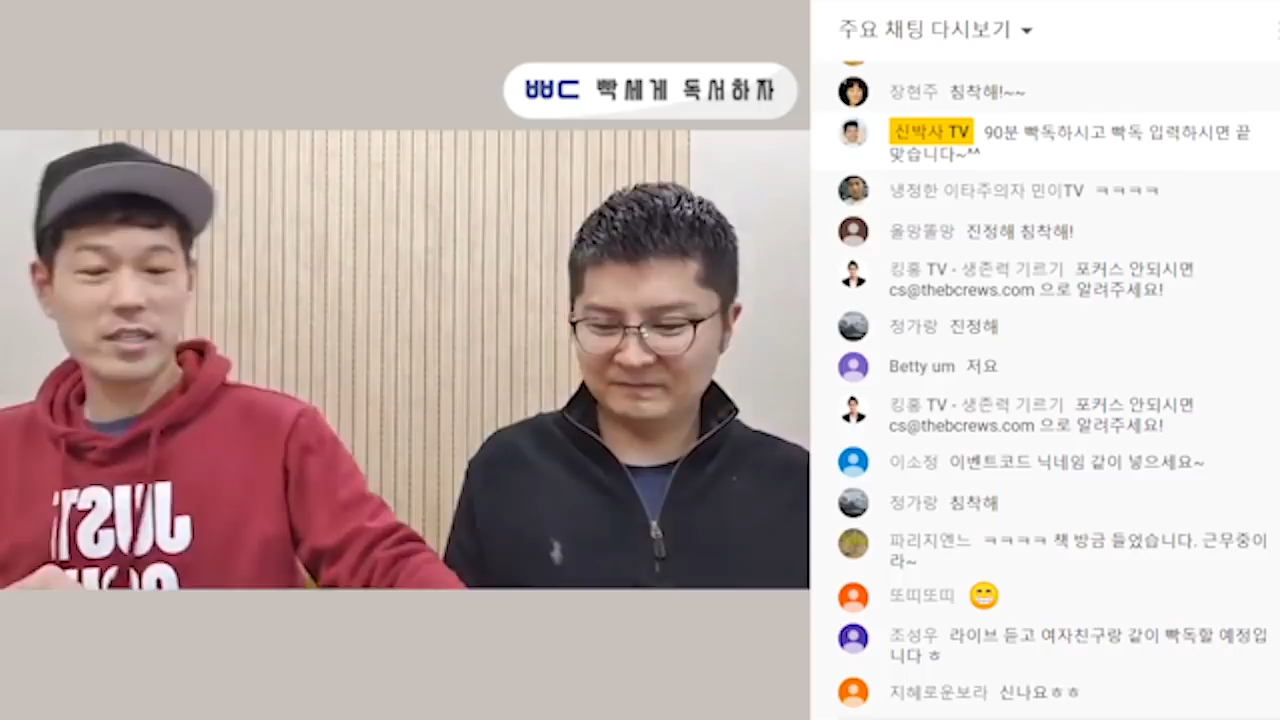 주요 채팅 다시보기
ㅃㄷ 빡세게 독서하자
장현주 침착해!~~
신박사 TV 90분 빡독하시고 빡독 입력하시면 끝
맞습니다~^^
냉정한 이타주의자 민이TV ㅋㅋㅋㅋ
올망똘망 진정해 침착해!
킹홍 TV - 생존력 기르기 포커스 안되시면
cs@thebcrews.com 으로 알려주세요!
정가랑 진정해
Betty um 저요
킹홍 TV - 생존력 기르기 포커스 안되시면
cs@thebcrews.com 으로 알려주세요!
이소정 이벤트코드 닉네임 같이 넣으세요~
정가랑 침착해
파리지엔느 ㅋㅋㅋㅋ 책 방금 들었습니다. 근무중이
라~
또띠또띠 😁
조성우 라이브 듣고 여자친구랑 같이 빡독할 예정입
니다 ㅎ
지혜로운보라 신나요ㅎㅎ
JUST